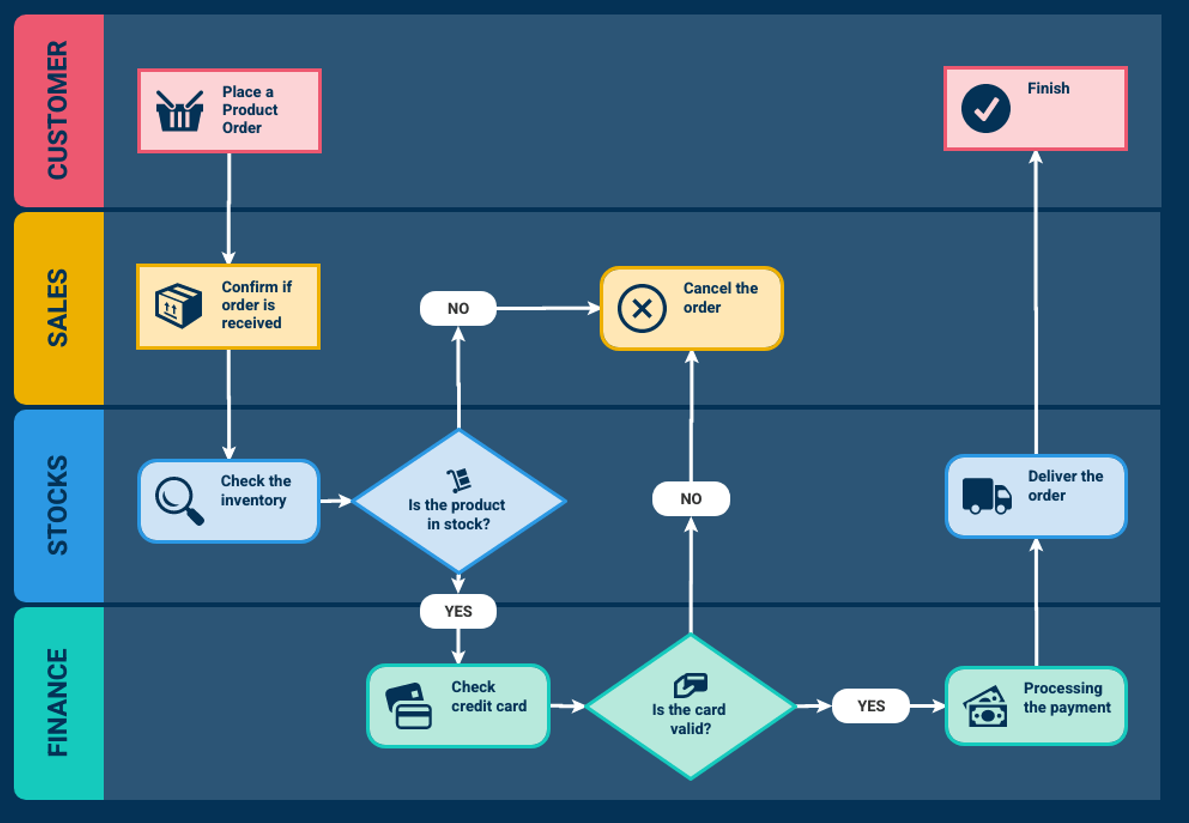 CUSTOMER
Place a
Product
Order
Finish
SALES
Confirm if
order is
received
NO
Cancel the
order
STOCKS
Check the
inventory
Is the product
in stock?
NO
Deliver the
order
YES
FINANCE
Check
credit card
Is the card
valid?
YES
Processing
the payment